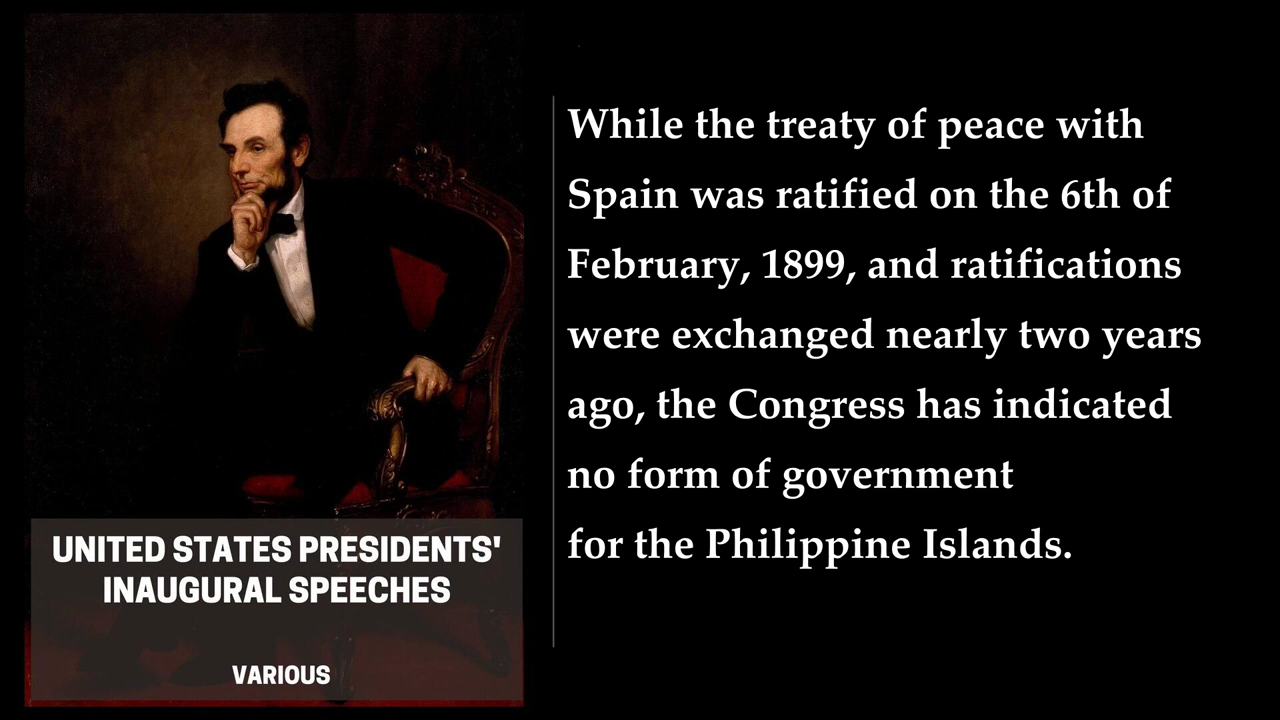 While the treaty of peace with
Spain was ratified on the 6th of
February, 1899, and ratifications
were exchanged nearly two years
ago, the Congress has indicated
no form of government
for the Philippine Islands.
UNITED STATES PRESIDENTS'
INAUGURAL SPEECHES
VARIOUS